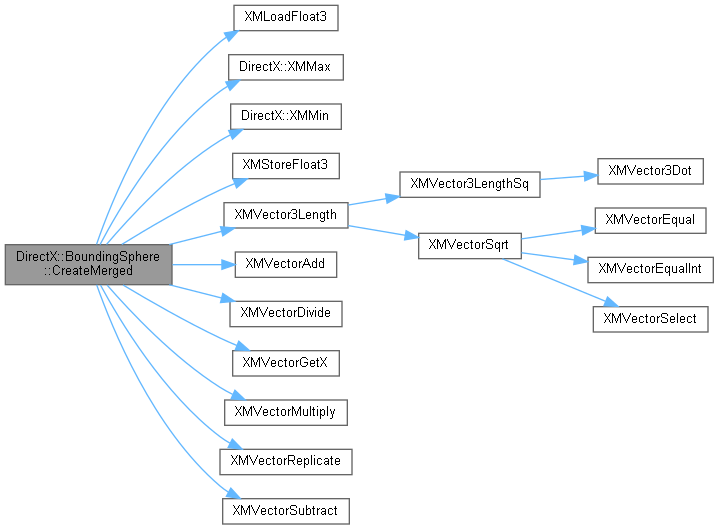 XMLoadFloat3
DirectX::XMMax
DirectX::XMMin
XMStoreFloat3
XMVector3Length
XMVector3LengthSq
XMVector3Dot
XMVectorSqrt
XMVectorEqual
XMVectorEqualInt
XMVectorSelect
DirectX::BoundingSphere
::CreateMerged
XMVectorAdd
XMVectorDivide
XMVectorGetX
XMVectorMultiply
XMVectorReplicate
XMVectorSubtract